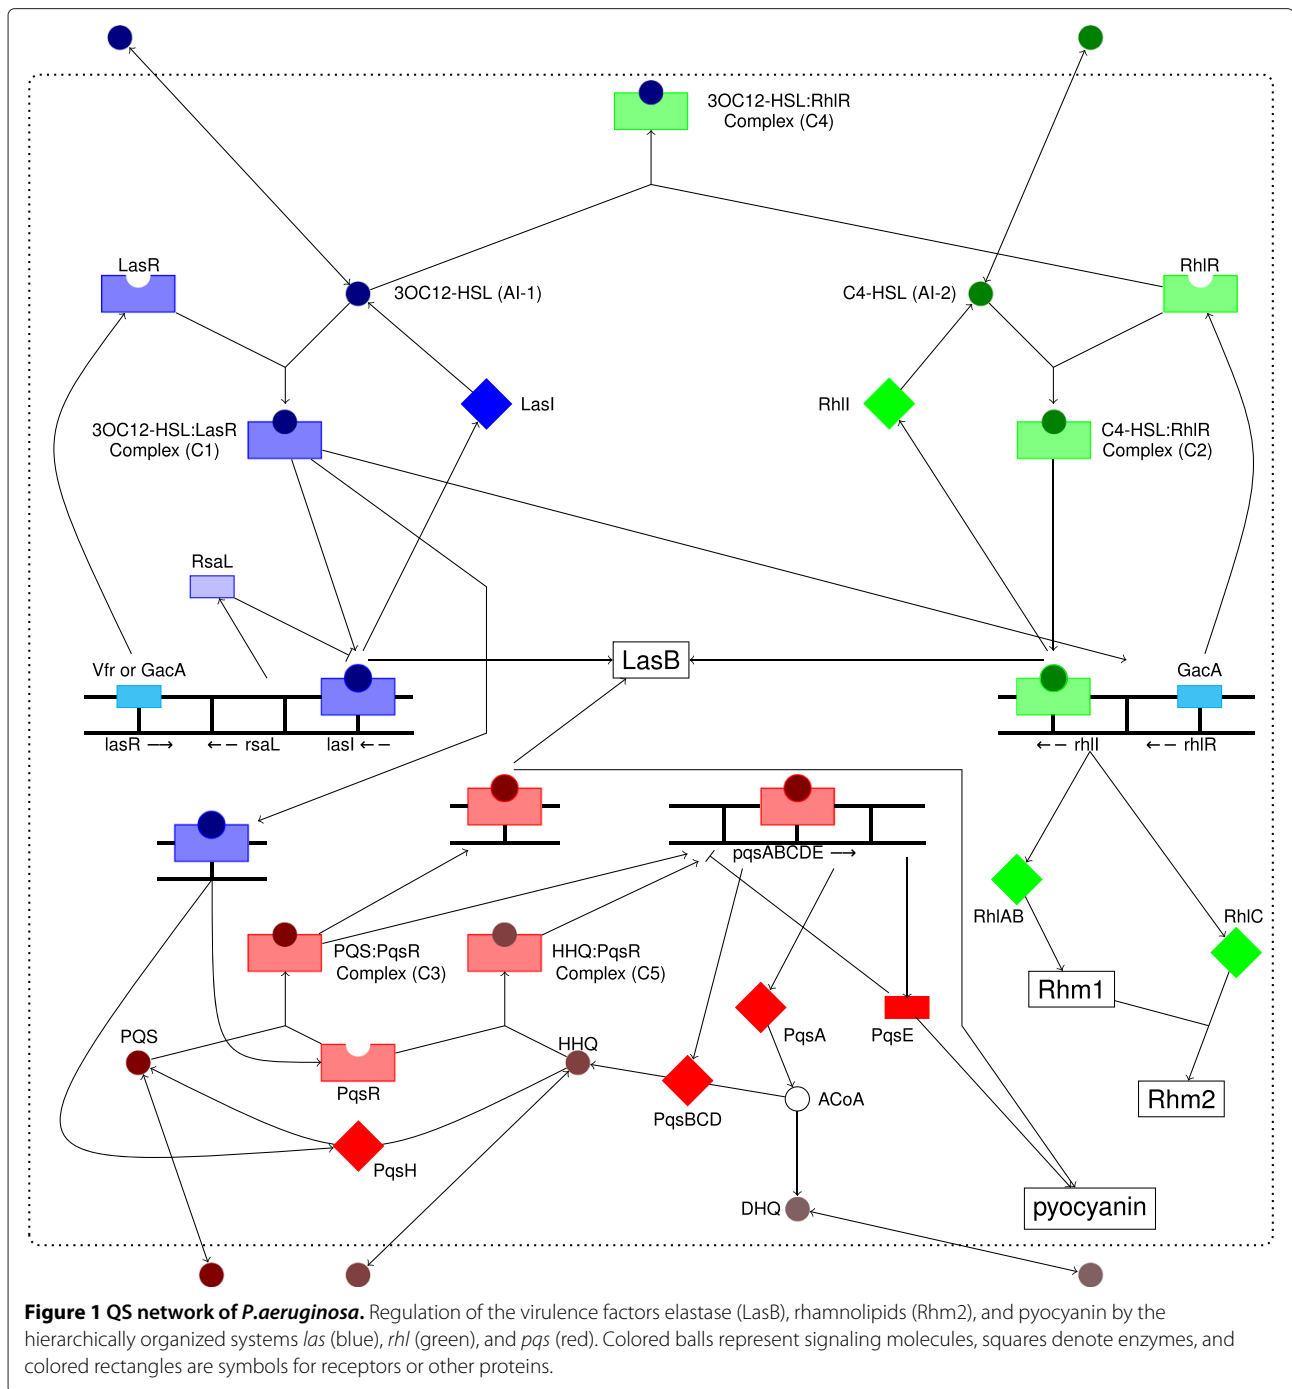 3OC12-HSL:RhlR
Complex (C4)
LasR
3OC12-HSL (AI-1)
C4-HSL (AI-2)
RhlR
LasI
RhlI
3OC12-HSL:LasR
Complex (C1)
C4-HSL:RhlR
Complex (C2)
RsaL
LasB
Vfr or GacA
GacA
lasR
rsaL
lasI
rhlI
rhlR
pqsABCDE
RhlAB
RhlC
PQS:PqsR
Complex (C3)
HHQ:PqsR
Complex (C5)
Rhm1
PQS
HHQ
PqsA
PqsE
PqsR
ACoA
Rhm2
PqsBCD
PqsH
DHQ
pyocyanin
Figure 1 QS network of P.aeruginosa. Regulation of the virulence factors elastase (LasB), rhamnolipids (Rhm2), and pyocyanin by the
hierarchically organized systems las (blue), rhl (green), and pqs (red). Colored balls represent signaling molecules, squares denote enzymes, and
colored rectangles are symbols for receptors or other proteins.